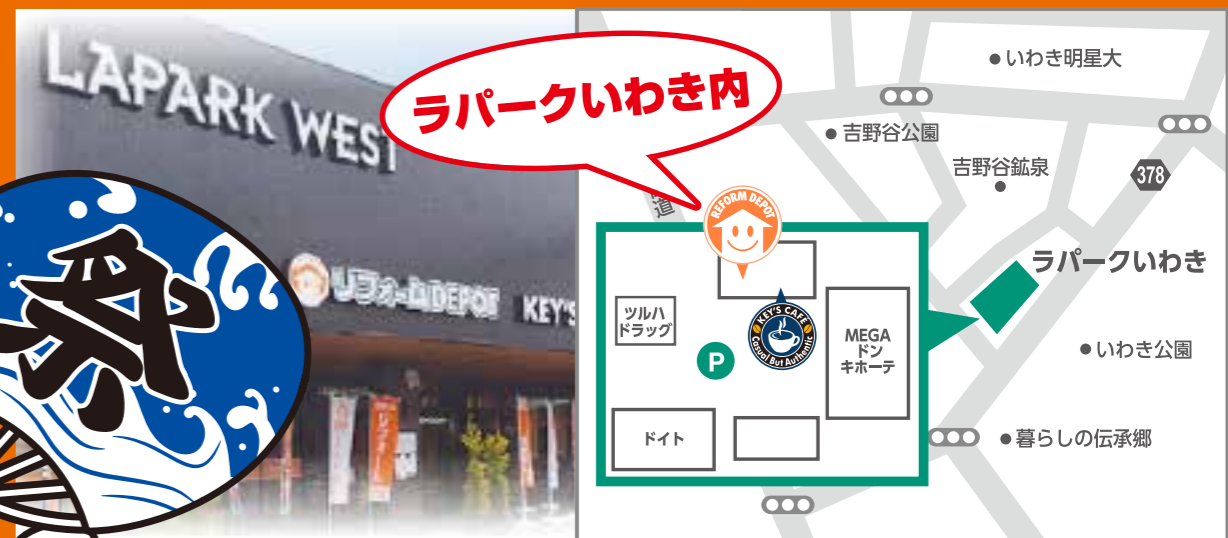 LAPARK WEST
ラパークいわき内
祭
リフォームDEPOT
KEY'S
いわき明星大
吉野谷公園
吉野谷鉱泉
378
道
REFORM DEPOT
ラパークいわき
ツルハ
ドラッグ
KEY'S CAFÉ
Casual But Authentic
MEGA
ドン
キホーテ
P
いわき公園
ドイト
暮らしの伝承郷